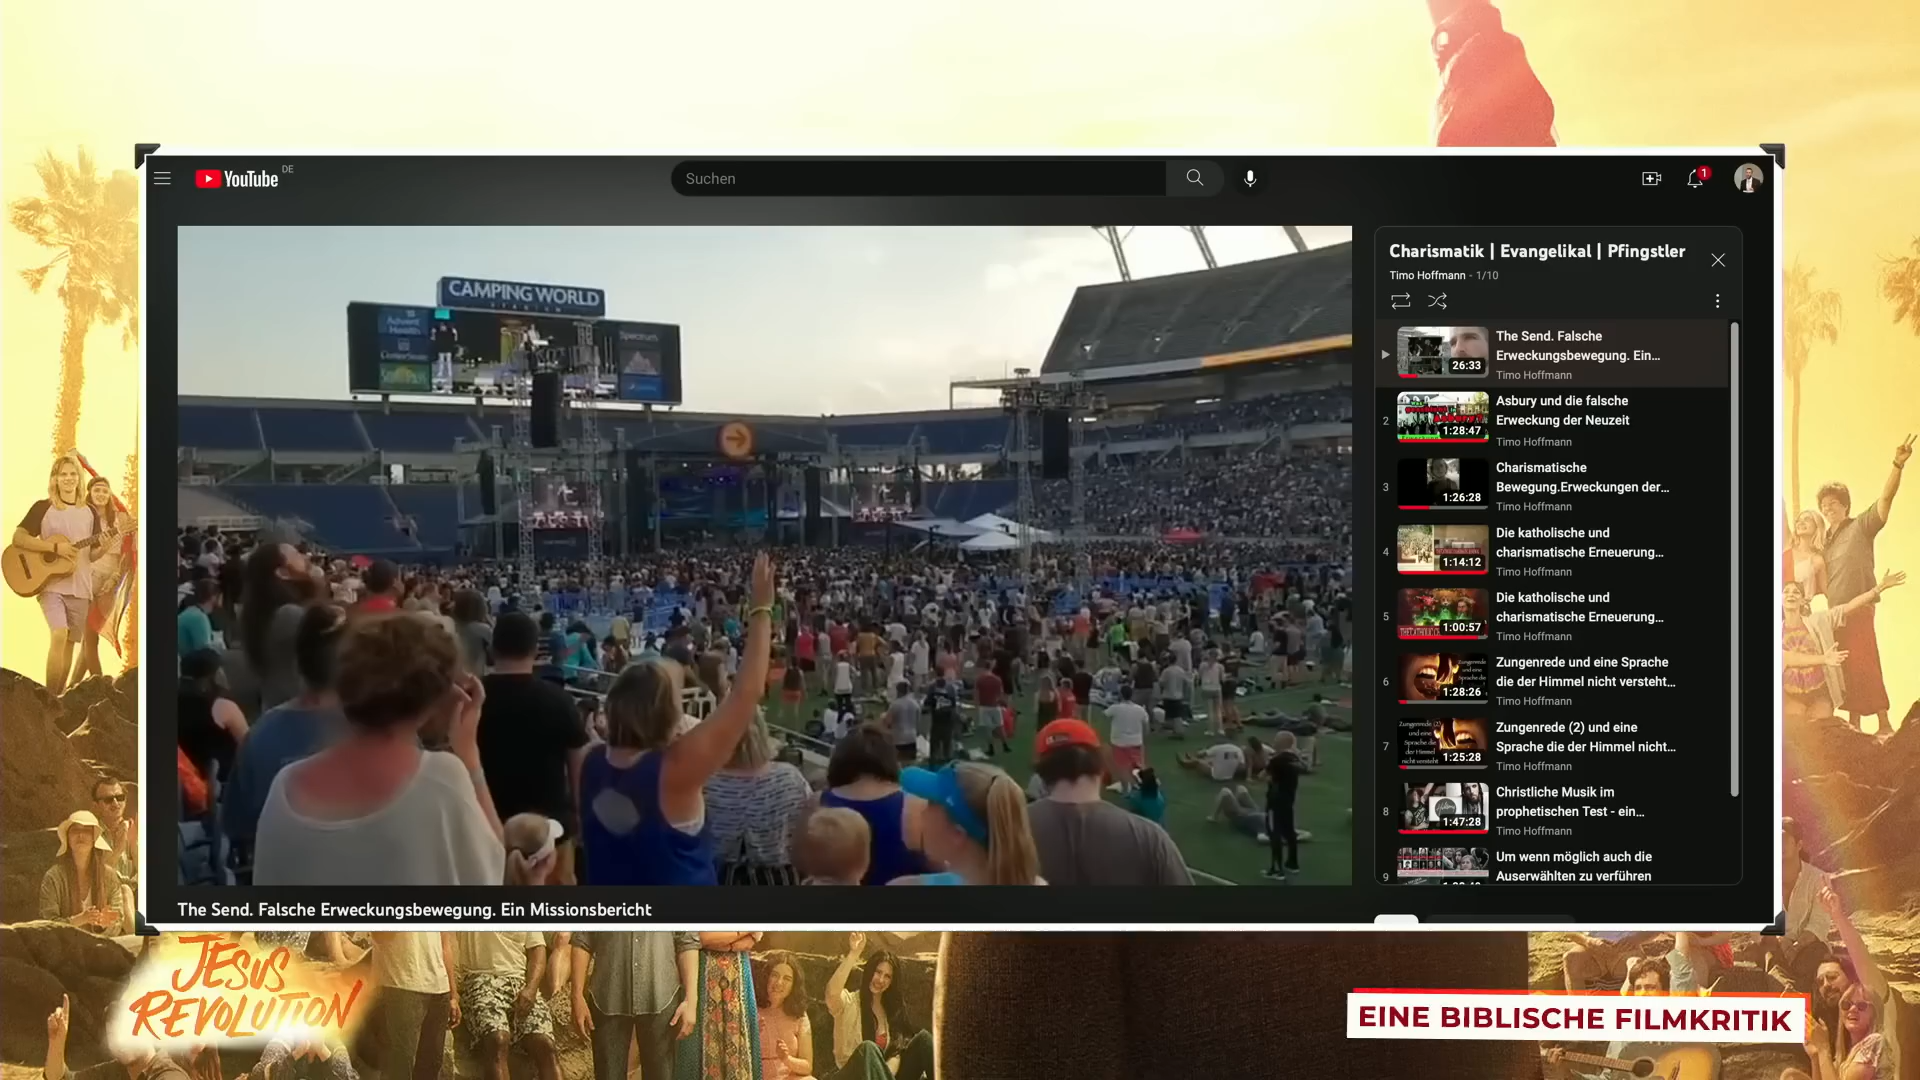 YouTube DE
Suchen
1
CAMPING WORLD
STADIUM
Advent
Health
Spectrum
Charismatik | Evangelikal | Pfingstler
Timo Hoffmann - 1/10
The Send. Falsche
Erweckungsbewegung. Ein...
26:33
Timo Hoffmann
2
Asbury und die falsche
Erweckung der Neuzeit
1:28:47
Timo Hoffmann
3
Charismatische
Bewegung.Erweckungen der...
1:26:28
Timo Hoffmann
4
Die katholische und
charismatische Erneuerung...
1:14:12
Timo Hoffmann
5
Die katholische und
charismatische Erneuerung...
1:00:57
Timo Hoffmann
6
Zungenrede und eine Sprache
die der Himmel nicht versteht...
1:28:26
Timo Hoffmann
7
Zungenrede (2) und eine
Sprache die der Himmel nicht...
1:25:28
Timo Hoffmann
8
Christliche Musik im
prophetischen Test - ein...
1:47:28
Timo Hoffmann
9
Um wenn möglich auch die
Auserwählten zu verführen
The Send. Falsche Erweckungsbewegung. Ein Missionsbericht
JESUS
REVOLUTION
EINE BIBLISCHE FILMKRITIK